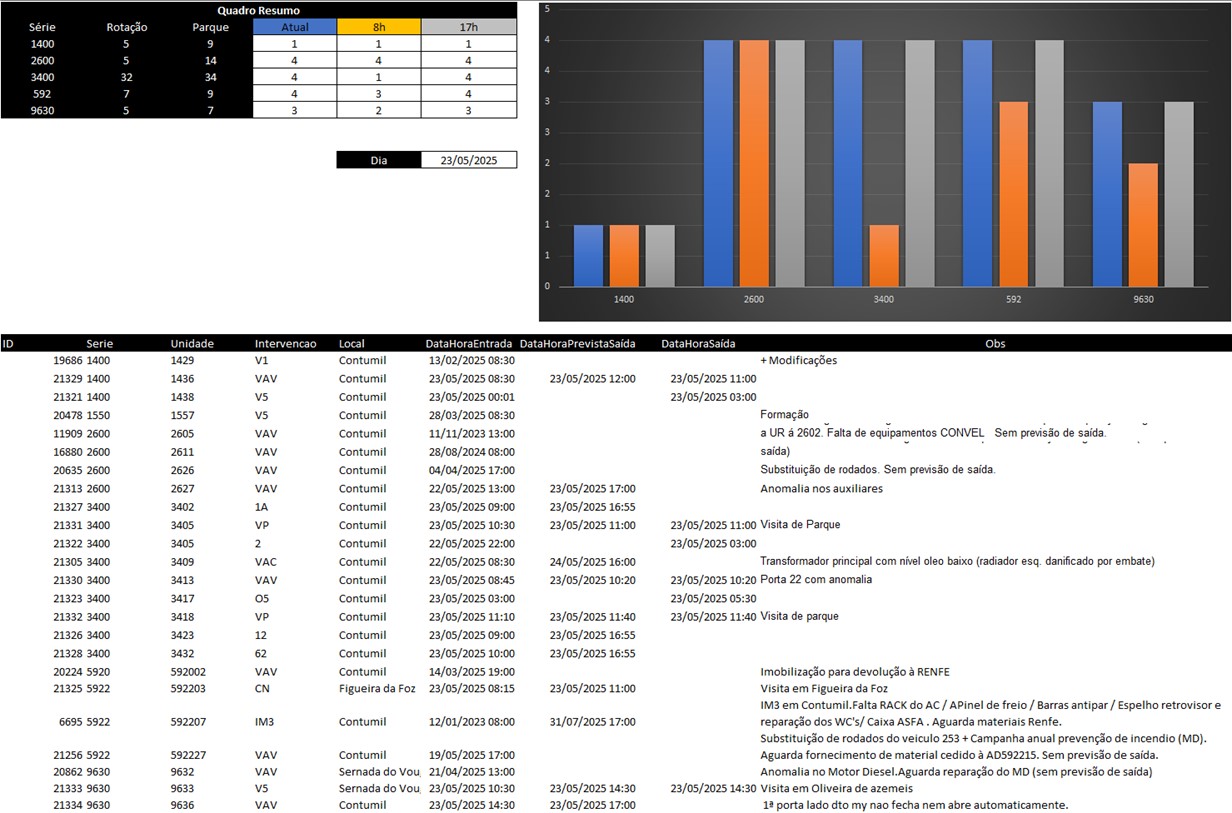 Quadro Resumo
Série Rotação Parque Atual 8h 17h
1400 5 9 1 1 1
2600 5 14 4 4 4
3400 32 34 4 1 4
592 7 9 4 3 4
9630 5 7 3 2 3
Dia 23/05/2025
5
4
4
3
3
2
2
1
1
0
1400 2600 3400 592 9630
ID Serie Unidade Intervencao Local DataHoraEntrada DataHoraPrevistaSaída DataHoraSaída Obs
19686 1400 1429 V1 Contumil 13/02/2025 08:30 + Modificações
21329 1400 1436 VAV Contumil 23/05/2025 08:30 23/05/2025 12:00 23/05/2025 11:00
21321 1400 1438 V5 Contumil 23/05/2025 00:01 23/05/2025 03:00
20478 1550 1557 V5 Contumil 28/03/2025 08:30 Formação
11909 2600 2605 VAV Contumil 11/11/2023 13:00 a UR á 2602. Falta de equipamentos CONVEL Sem previsão de saída.
16880 2600 2611 VAV Contumil 28/08/2024 08:00 saída)
20635 2600 2626 VAV Contumil 04/04/2025 17:00 Substituição de rodados. Sem previsão de saída.
21313 2600 2627 VAV Contumil 22/05/2025 13:00 23/05/2025 17:00 Anomalia nos auxiliares
21327 3400 3402 1A Contumil 23/05/2025 09:00 23/05/2025 16:55
21331 3400 3405 VP Contumil 23/05/2025 10:30 23/05/2025 11:00 23/05/2025 11:00 Visita de Parque
21322 3400 3405 2 Contumil 22/05/2025 22:00 23/05/2025 03:00
21305 3400 3409 VAC Contumil 22/05/2025 08:30 24/05/2025 16:00 Transformador principal com nível oleo baixo (radiador esq. danificado por embate)
21330 3400 3413 VAV Contumil 23/05/2025 08:45 23/05/2025 10:20 23/05/2025 10:20 Porta 22 com anomalia
21323 3400 3417 O5 Contumil 23/05/2025 03:00 23/05/2025 05:30
21332 3400 3418 VP Contumil 23/05/2025 11:10 23/05/2025 11:40 23/05/2025 11:40 Visita de parque
21326 3400 3423 12 Contumil 23/05/2025 09:00 23/05/2025 16:55
21328 3400 3432 62 Contumil 23/05/2025 10:00 23/05/2025 16:55
20224 5920 592002 VAV Contumil 14/03/2025 19:00 Imobilização para devolução à RENFE
21325 5922 592203 CN Figueira da Foz 23/05/2025 08:15 23/05/2025 11:00 Visita em Figueira da Foz
IM3 em Contumil.Falta RACK do AC / APinel de freio / Barras antipar / Espelho retrovisor e
6695 5922 592207 IM3 Contumil 12/01/2023 08:00 31/07/2025 17:00 reparação dos WC's/ Caixa ASFA . Aguarda materiais Renfe.
Substituição de rodados do veiculo 253 + Campanha anual prevenção de incendio (MD).
21256 5922 592227 VAV Contumil 19/05/2025 17:00 Aguarda fornecimento de material cedido à AD592215. Sem previsão de saída.
20862 9630 9632 VAV Sernada do Vou 21/04/2025 13:00 Anomalia no Motor Diesel.Aguarda reparação do MD (sem previsão de saída)
21333 9630 9633 V5 Sernada do Vou 23/05/2025 10:30 23/05/2025 14:30 23/05/2025 14:30 Visita em Oliveira de azemeis
21334 9630 9636 VAV Contumil 23/05/2025 14:30 23/05/2025 17:00 1ª porta lado dto my nao fecha nem abre automaticamente.